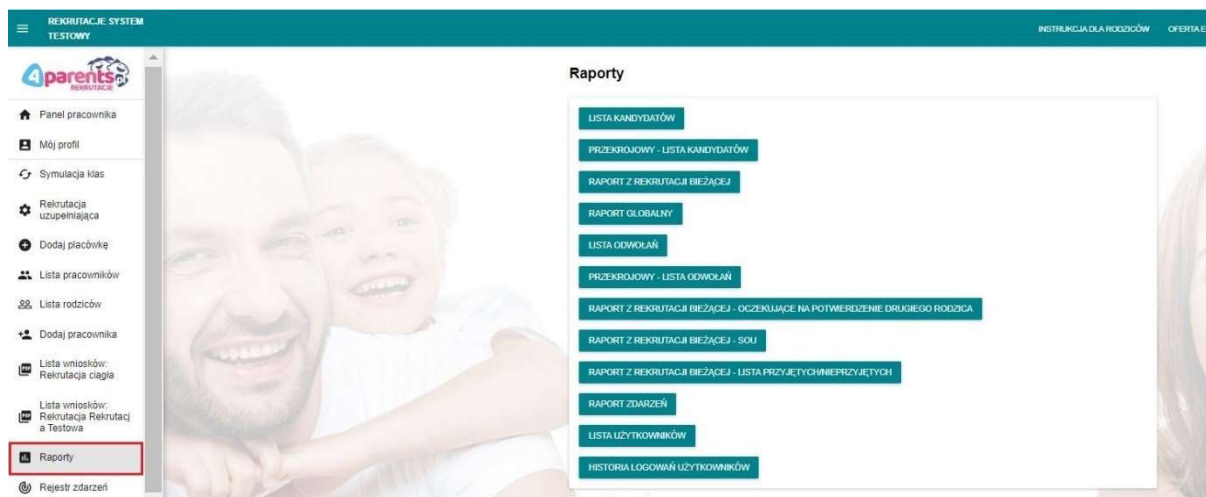 REKRUTACJE SYSTEM
TESTOWY
INSTRUKCJA DLA RODZICÓW
OFERTA E
4parents.pl
REKRUTACJE
Panel pracownika
Mój profil
Symulacja klas
Rekrutacja
uzupełniająca
Dodaj placówkę
Lista pracowników
Lista rodziców
Dodaj pracownika
Lista wniosków:
Rekrutacja ciągła
Lista wniosków:
Rekrutacja Rekrutacj
a Testowa
Raporty
Rejestr zdarzeń
Raporty
LISTA KANDYDATÓW
PRZEKROJOWY - LISTA KANDYDATÓW
RAPORT Z REKRUTACJI BIEŻĄCEJ
RAPORT GLOBALNY
LISTA ODWOŁAŃ
PRZEKROJOWY - LISTA ODWOŁAŃ
RAPORT Z REKRUTACJI BIEŻĄCEJ - OCZEKUJĄCE NA POTWIERDZENIE DRUGIEGO RODZICA
RAPORT Z REKRUTACJI BIEŻĄCEJ - SOU
RAPORT Z REKRUTACJI BIEŻĄCEJ - LISTA PRZYJĘTYCH/NIEPRZYJĘTYCH
RAPORT ZDARZEŃ
LISTA UŻYTKOWNIKÓW
HISTORIA LOGOWAŃ UŻYTKOWNIKÓW